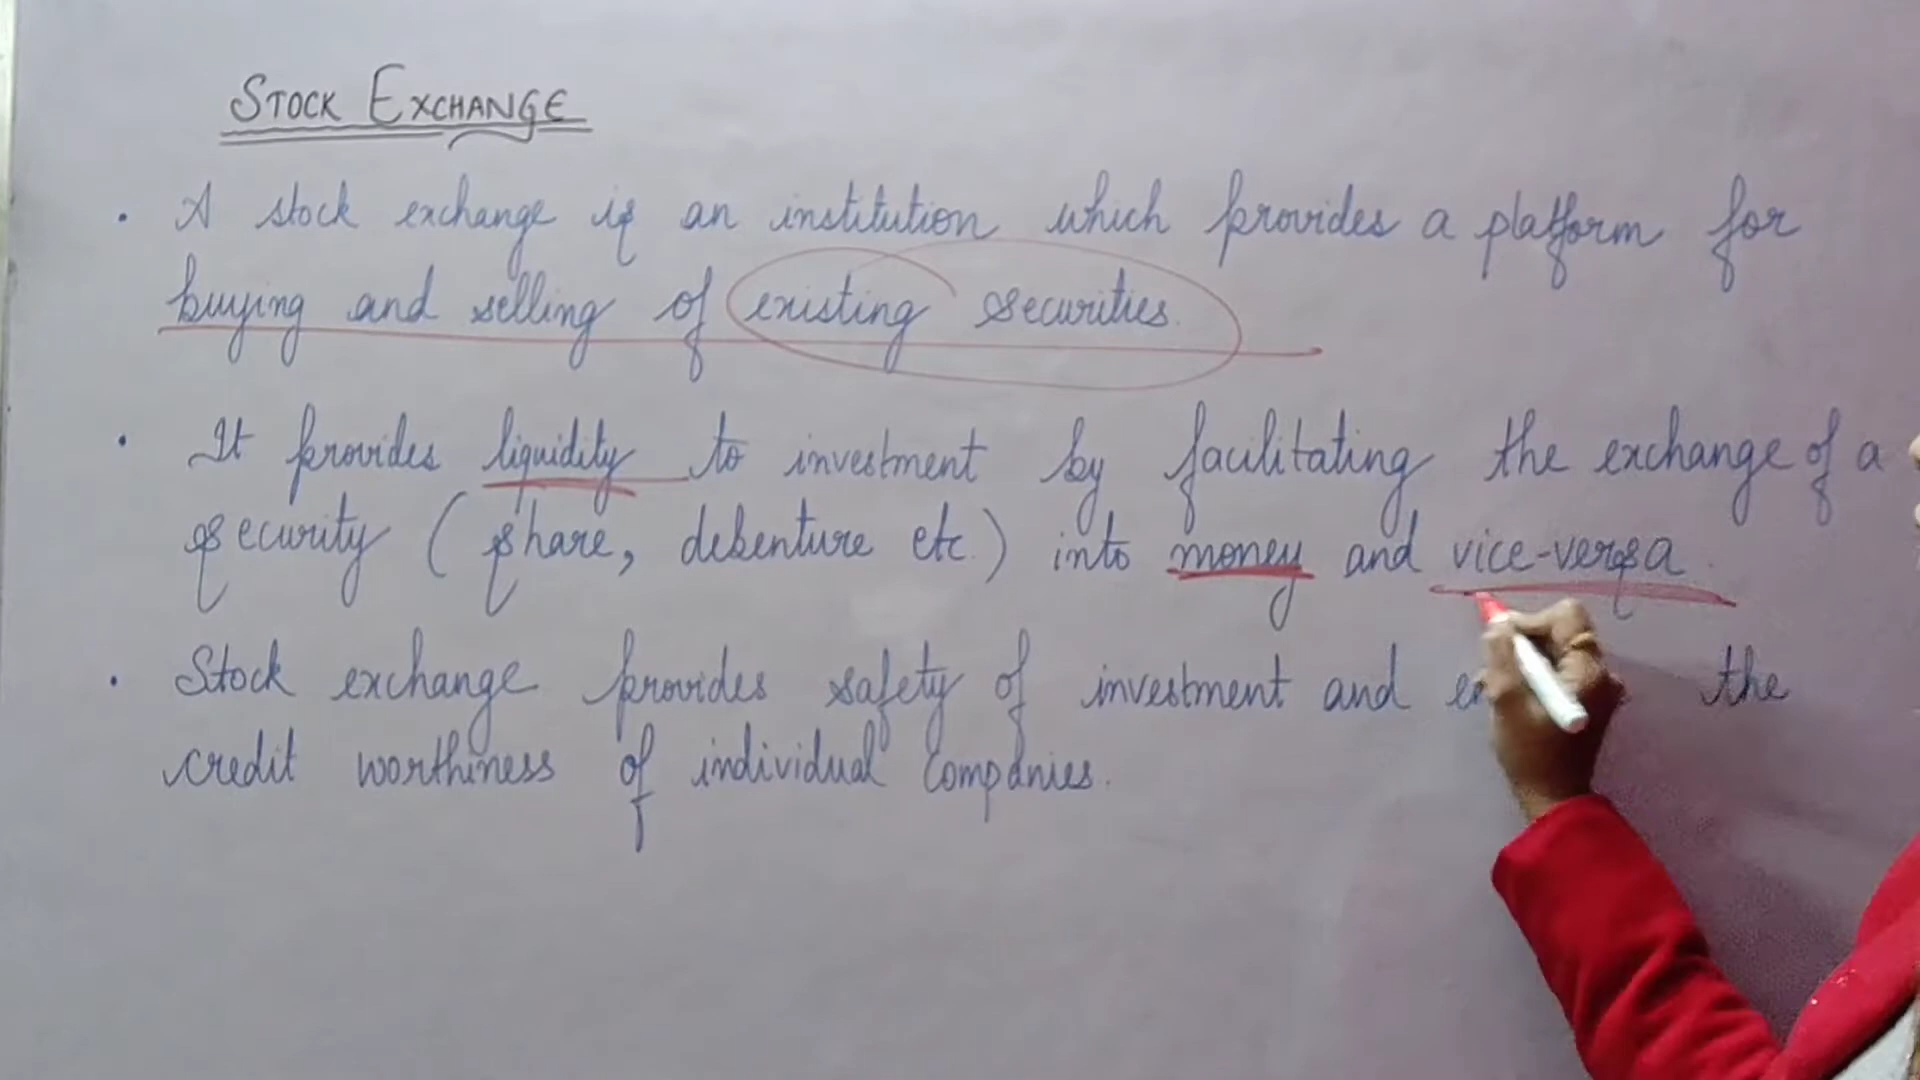 STOCK EXCHANGE
• A stock exchange is an institution which provides a platform for
buying and selling of existing securities.
• It provides liquidity to investment by facilitating the exchange of a
security (share, debenture etc.) into money and vice-versa.
• Stock exchange provides safety of investment and the
credit worthiness of individual companies.